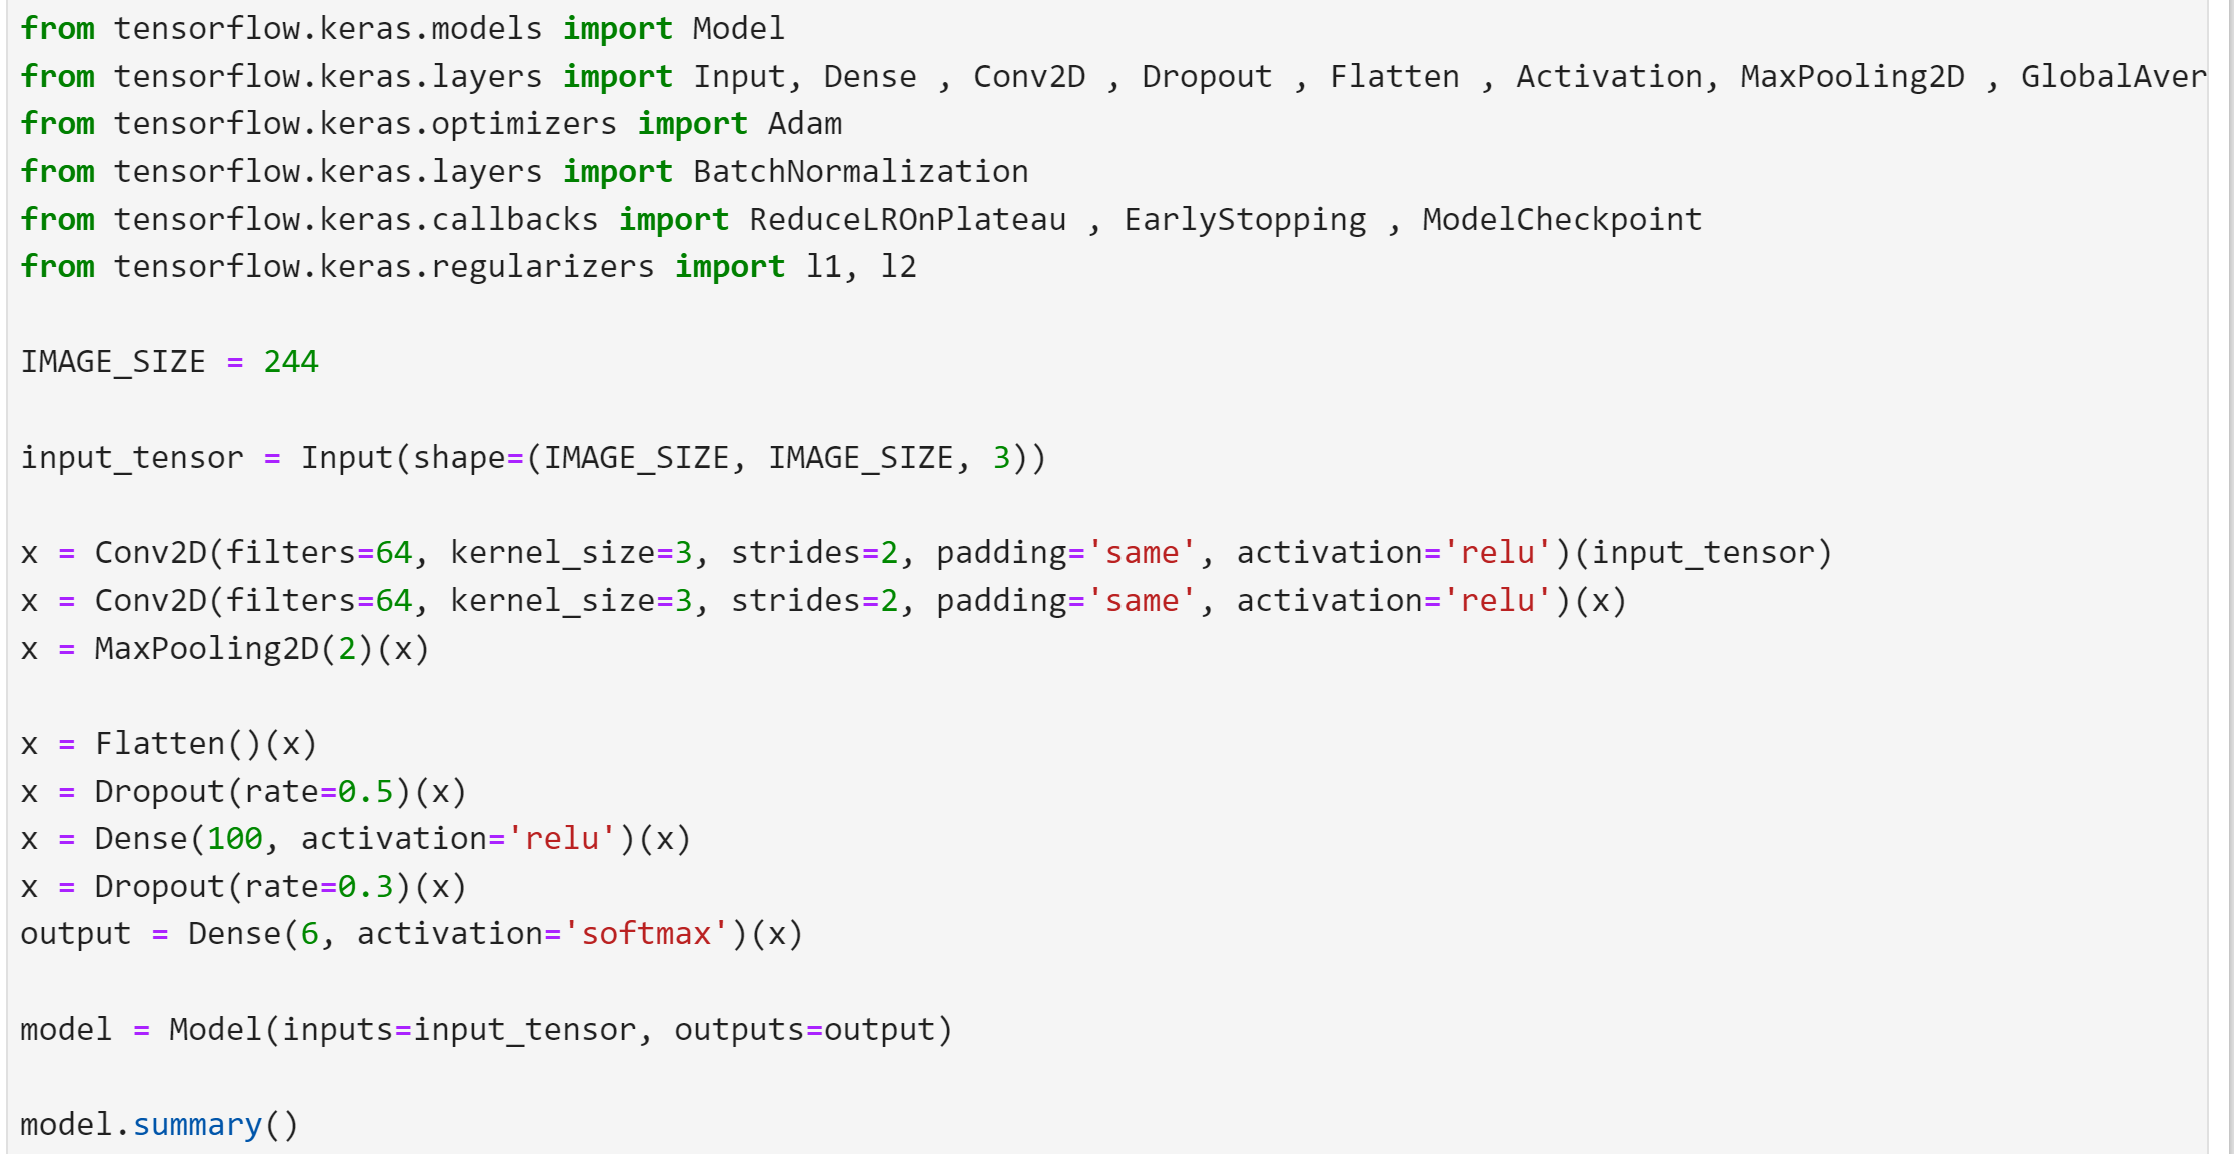 from tensorflow.keras.models import Model
from tensorflow.keras.layers import Input, Dense , Conv2D , Dropout , Flatten , Activation, MaxPooling2D , GlobalAver
from tensorflow.keras.optimizers import Adam
from tensorflow.keras.layers import BatchNormalization
from tensorflow.keras.callbacks import ReduceLROnPlateau , EarlyStopping , ModelCheckpoint
from tensorflow.keras.regularizers import l1, l2
IMAGE_SIZE = 244
input_tensor = Input(shape=(IMAGE_SIZE, IMAGE_SIZE, 3))
x = Conv2D(filters=64, kernel_size=3, strides=2, padding='same', activation='relu')(input_tensor)
x = Conv2D(filters=64, kernel_size=3, strides=2, padding='same', activation='relu')(x)
x = MaxPooling2D(2)(x)
x = Flatten()(x)
x = Dropout(rate=0.5)(x)
x = Dense(100, activation='relu')(x)
x = Dropout(rate=0.3)(x)
output = Dense(6, activation='softmax')(x)
model = Model(inputs=input_tensor, outputs=output)
model.summary()